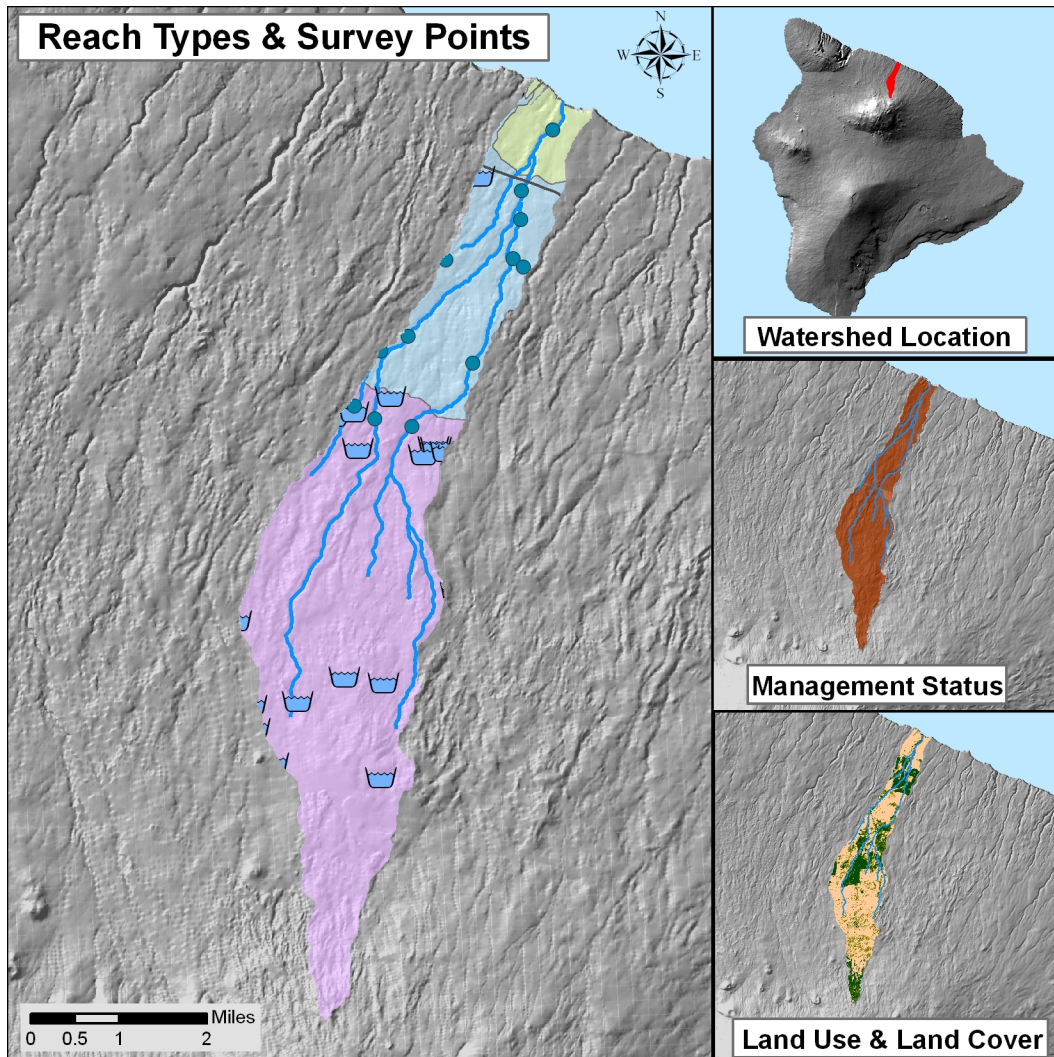 Reach Types & Survey Points
N
W E
S
Watershed Location
Management Status
Land Use & Land Cover
Miles
0 0.5 1 2